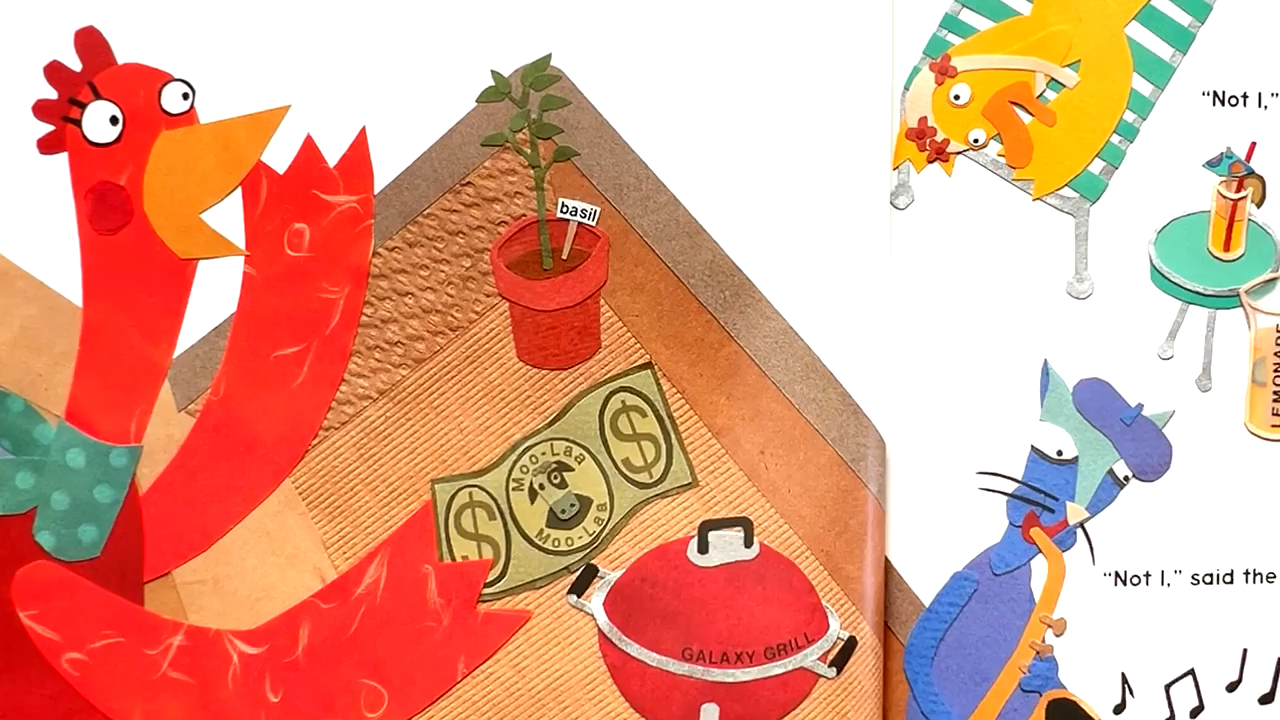 basil
$
Moo-Laa
Moo-Laa
$
GALAXY GRILL
"Not I,"
LEMONADE
"Not I," said the